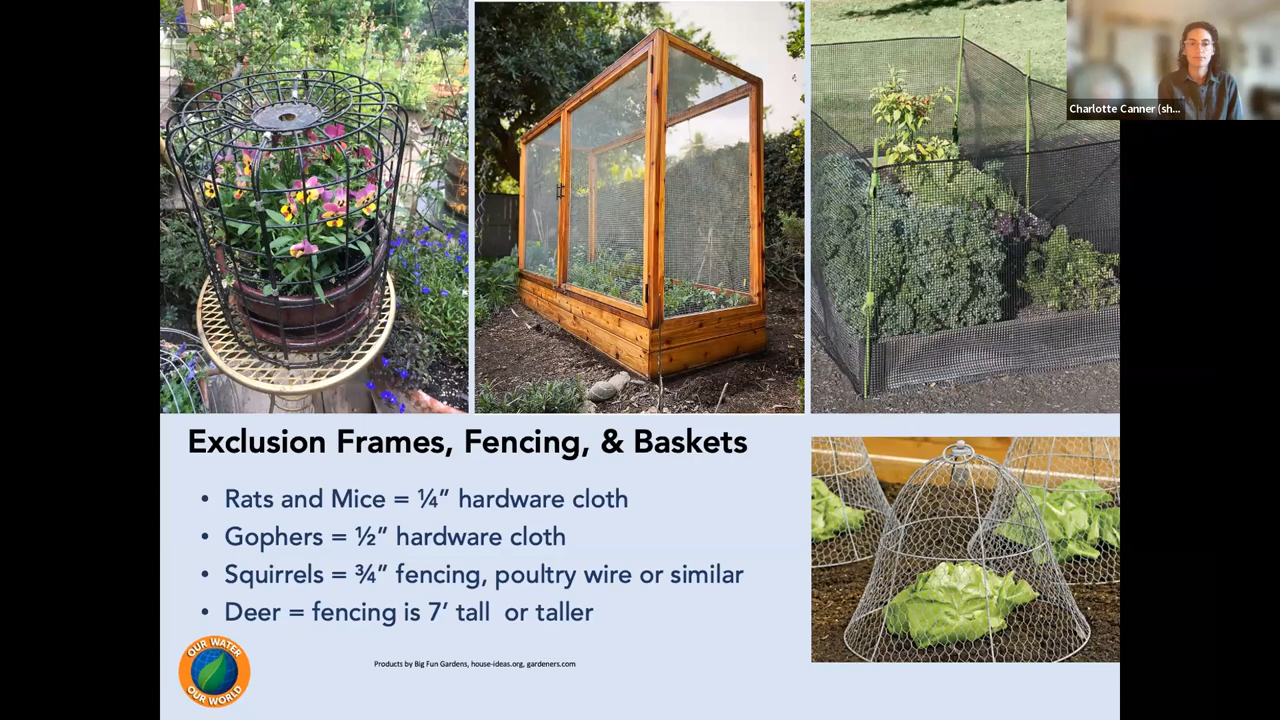 Charlotte Canner (sh...
Exclusion Frames, Fencing, & Baskets
• Rats and Mice = ¼” hardware cloth
• Gophers = ½” hardware cloth
• Squirrels = ¾” fencing, poultry wire or similar
• Deer = fencing is 7’ tall or taller
OUR WATER
OUR WORLD
Products by Big Fun Gardens, house-ideas.org, gardeners.com